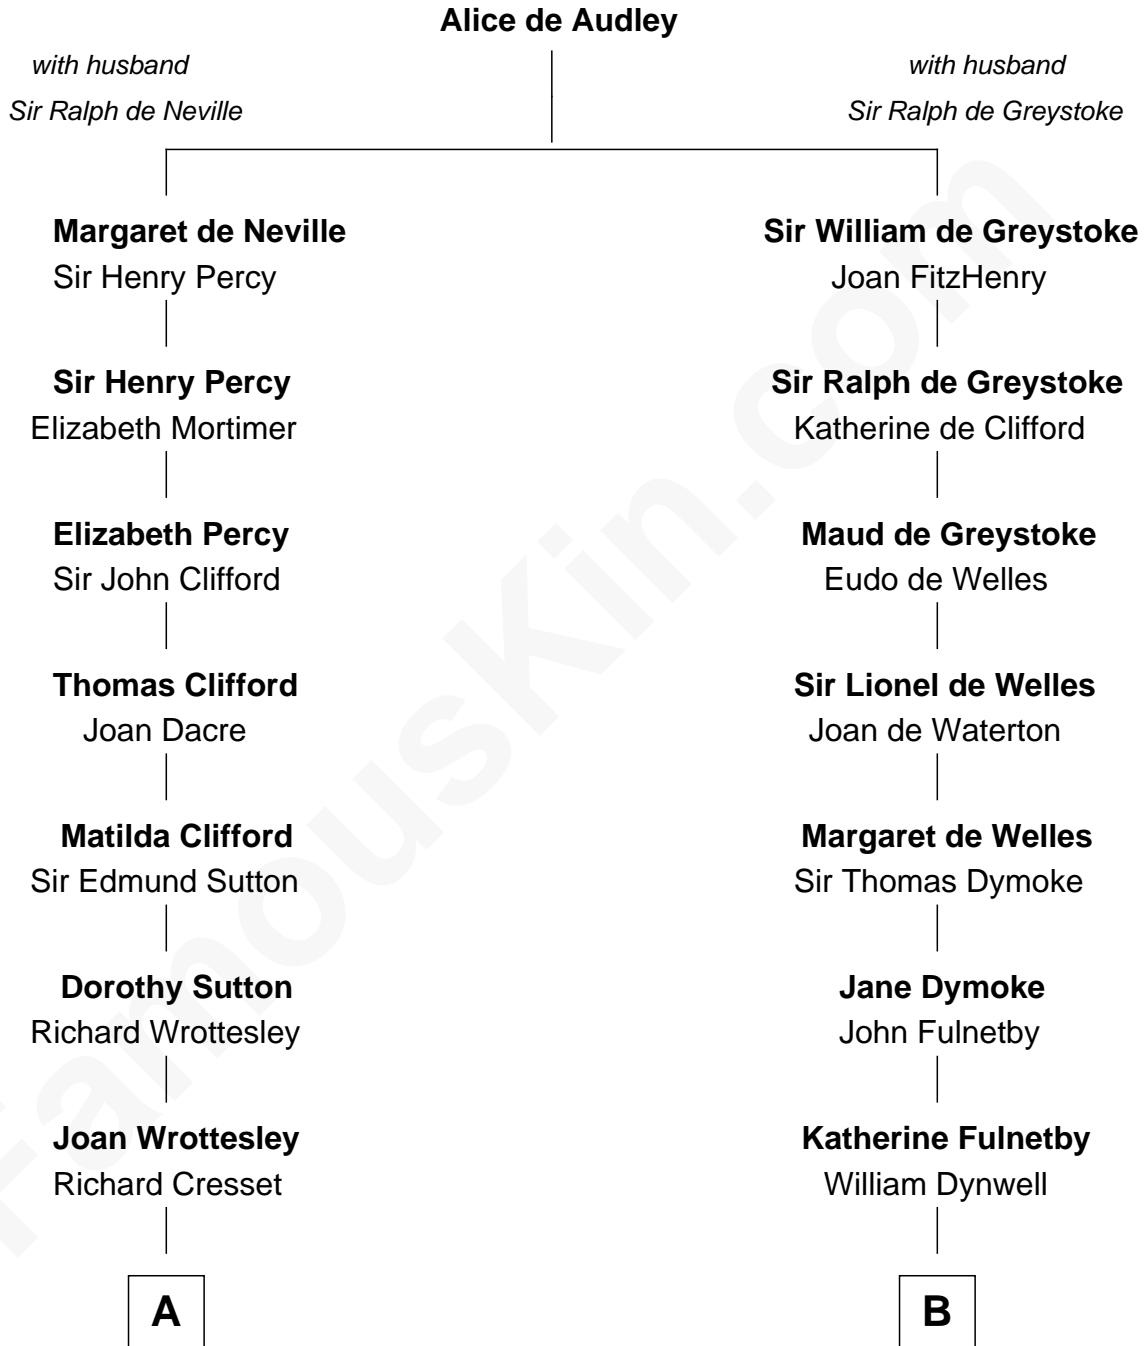 Alice de Audley
with husband
Sir Ralph de Neville
with husband
Sir Ralph de Greystoke
Margaret de Neville
Sir Henry Percy
Sir William de Greystoke
Joan FitzHenry
Sir Henry Percy
Elizabeth Mortimer
Sir Ralph de Greystoke
Katherine de Clifford
Elizabeth Percy
Sir John Clifford
Maud de Greystoke
Eudo de Welles
Thomas Clifford
Joan Dacre
Sir Lionel de Welles
Joan de Waterton
Matilda Clifford
Sir Edmund Sutton
Margaret de Welles
Sir Thomas Dymoke
Dorothy Sutton
Richard Wrottesley
Jane Dymoke
John Fulnetby
Joan Wrottesley
Richard Cresset
Katherine Fulnetby
William Dynwell
A
B
FamousKin.com